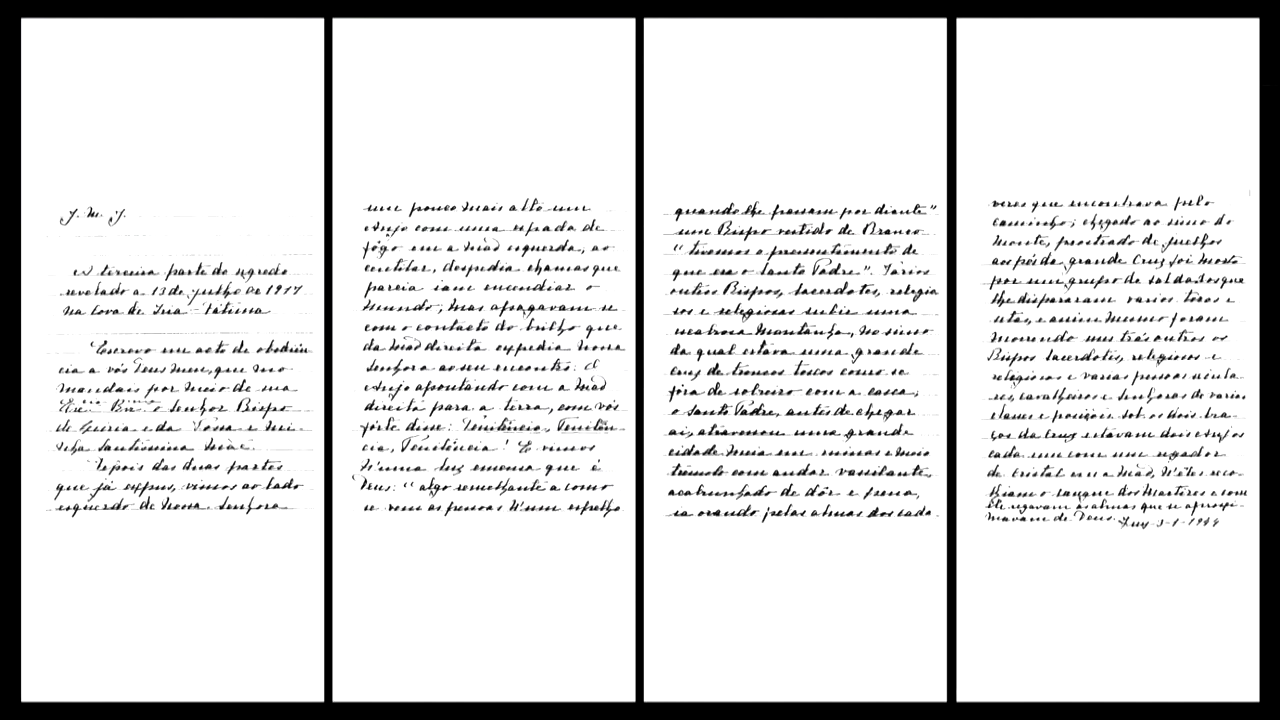 J. M. J.
A terceira parte do segredo
revelado a 13 de julho de 1917
na Cova de Iria - Fátima
Escrevo em acto de obediên
cia a vós Deus meu, que mo
mandais por meio de sua
Ex.cia Rev.ma o Senhor Bispo
de Leiria e da Vossa e mi-
nha Santissima Mãe.
Depois das duas partes
que já expus, vimos ao lado
esquerdo de Nossa Senhora
um pouco mais alto um
Anjo com uma espada de
fôgo em a mão esquerda; ao
centilar, despedia chamas que
parecia iam encendiar o
mundo; mas apagavam-se
com o contacto do brilho que
da mão direita expedia Nossa
Senhora ao seu encontro: O
Anjo apontando com a mão
direita para a terra, com vós
forte disse: Penitência, Penitên-
cia, Penitência! E vimos
n'uma luz emensa que é
Deus: "algo semelhante a como
se vem as pessoas n'um espelho
quando lhe passam por diante"
um Bispo vestido de Branco
"tivemos o pressentimento de
que era o Santo Padre". Varios
outros Bispos, Sacerdotes, religio
sos e religiosas subir uma
escabrosa montanha, no simo
da qual estava uma grande
Cruz de troncos toscos como se
fôra de sobreiro com a casca;
o Santo Padre, antes de chegar
aí, atravessou uma grande
cidade meia em ruinas e meio
trémulo com andar vacilante,
acabrunhado de dôr e pena,
ia orando pelas almas dos cada
veres que encontrava pelo
caminho; chegado ao simo do
monte, prostrado de juelhos
aos pés da grande Cruz foi morto
por um grupo de soldados que
lhe dispararam varios tiros e
setas, e assim mesmo foram
morrendo uns trás outros os
Bispos Sacerdotes, religiosos e
religiosas e varias pessoas secula-
res, cavalheiros e senhoras de varias
classes e posições. Sob os dois bra-
ços da Cruz estavam dois Anjos
cada um com um regador
de cristal em a mão, n'êles reco-
lhiam o sangue dos Martires e com
êle regavam as almas que se aproxi-
mavam de Deus. Tuy-3-1-1944